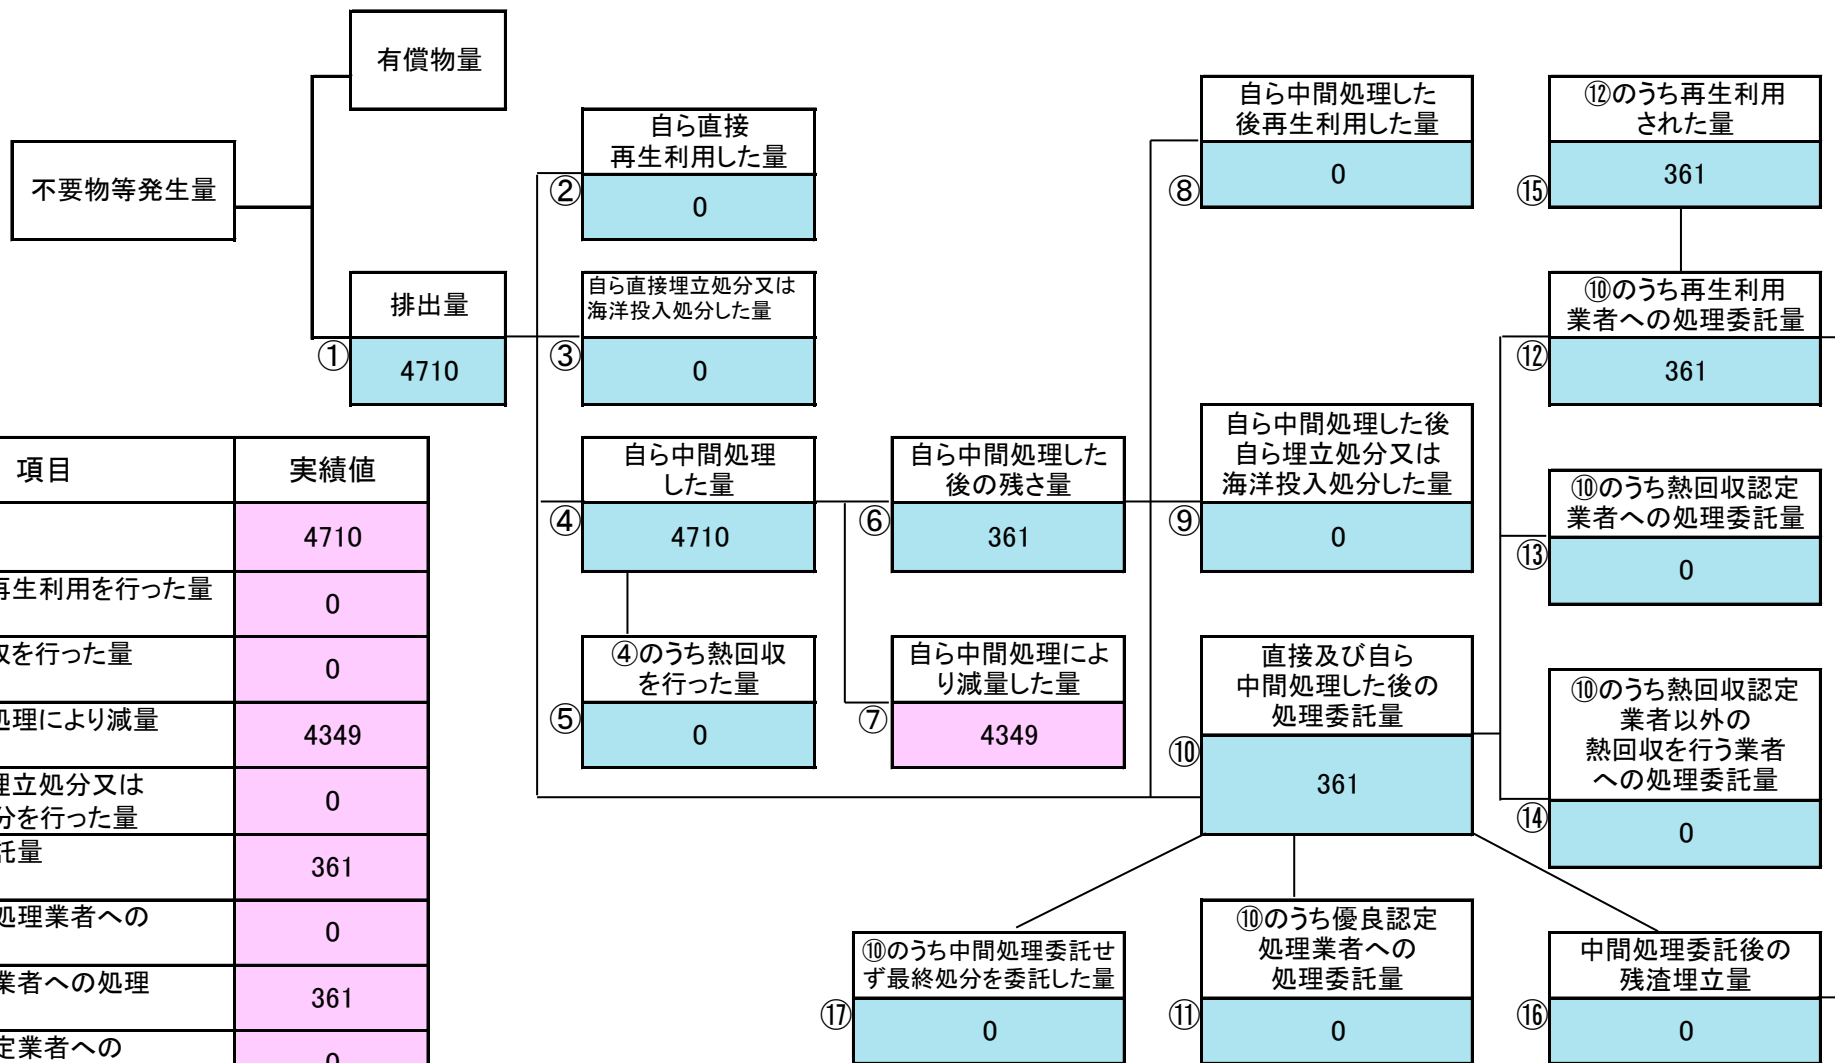 有償物量
不要物等発生量
排出量
①
4710
自ら直接
再生利用した量
②
0
自ら直接埋立処分又は
海洋投入処分した量
③
0
自ら中間処理
した量
④
4710
④のうち熱回収
を行った量
⑤
0
自ら中間処理した
後の残さ量
⑥
361
自ら中間処理によ
り減量した量
⑦
4349
自ら中間処理した
後再生利用した量
⑧
0
自ら中間処理した後
自ら埋立処分又は
海洋投入処分した量
⑨
0
直接及び自ら
中間処理した後の
処理委託量
⑩
361
⑩のうち優良認定
処理業者への
処理委託量
⑪
0
⑫のうち再生利用
された量
⑮
361
⑩のうち再生利用
業者への処理委託量
⑫
361
⑩のうち熱回収認定
業者への処理委託量
⑬
0
⑩のうち熱回収認定
業者以外の
熱回収を行う業者
への処理委託量
⑭
0
中間処理委託後の
残渣埋立量
⑯
0
⑩のうち中間処理委託せ
ず最終処分を委託した量
⑰
0
項目 実績値
4710
再生利用を行った量 0
を行った量 0
処理により減量 4349
埋立処分又は
分を行った量 0
託量 361
処理業者への 0
業者への処理 361
定業者への 0